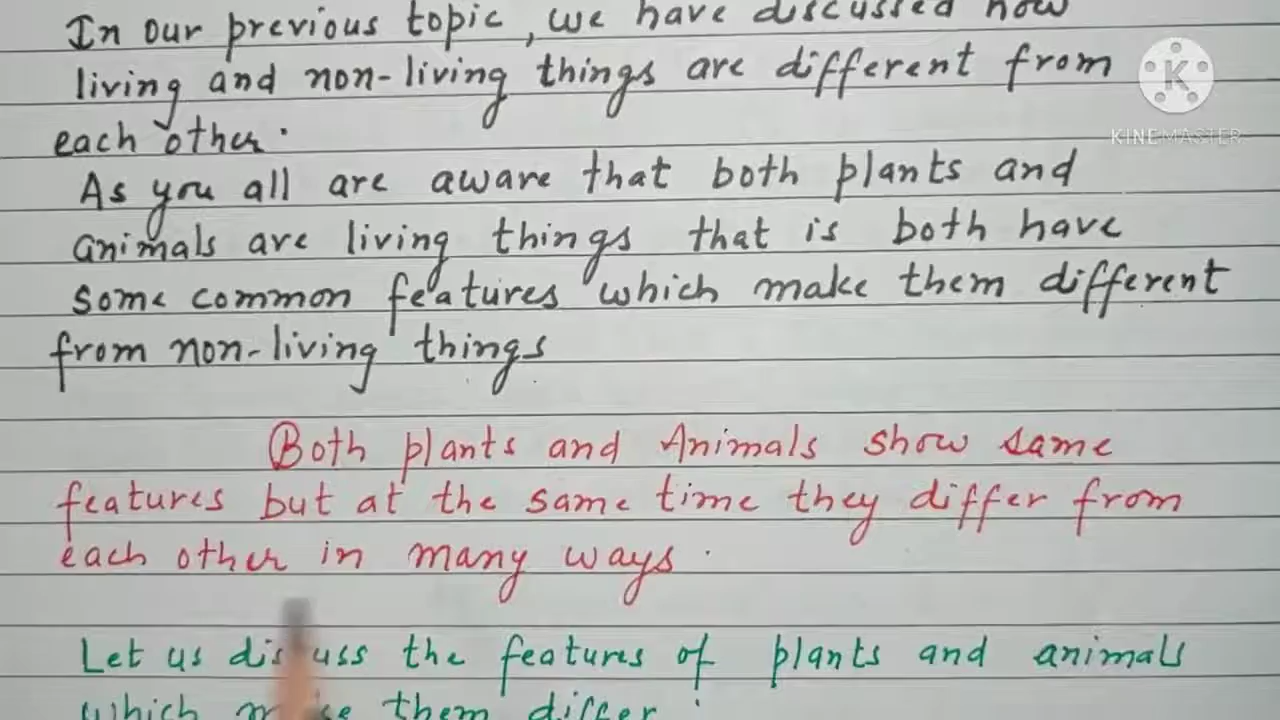 In our previous topic, we have discussed how
living and non-living things are different from
each other.
As you all are aware that both plants and
animals are living things that is both have
some common features which make them different
from non-living things
Both plants and Animals show same
features but at the same time they differ from
each other in many ways.
Let us discuss the features of plants and animals
which make them differ.
K
KINEMASTER